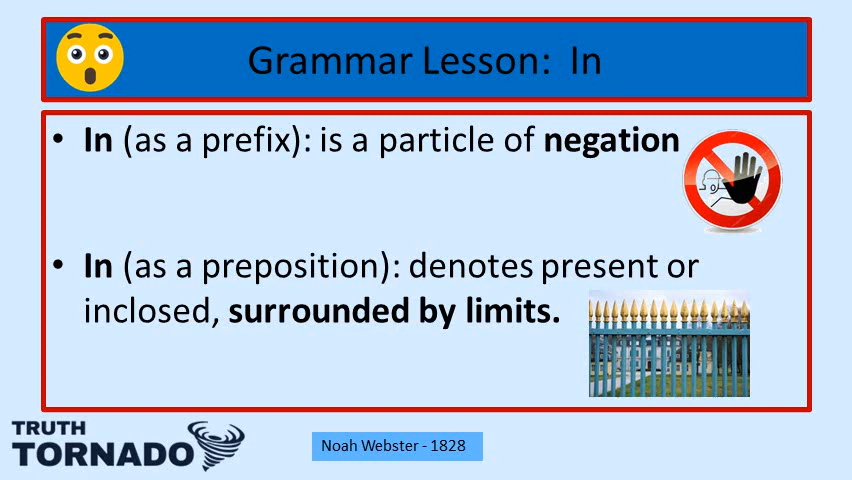 Grammar Lesson:  In
• In (as a prefix): is a particle of negation
• In (as a preposition): denotes present or
inclosed, surrounded by limits.
TRUTH
TORNADO
Noah Webster - 1828